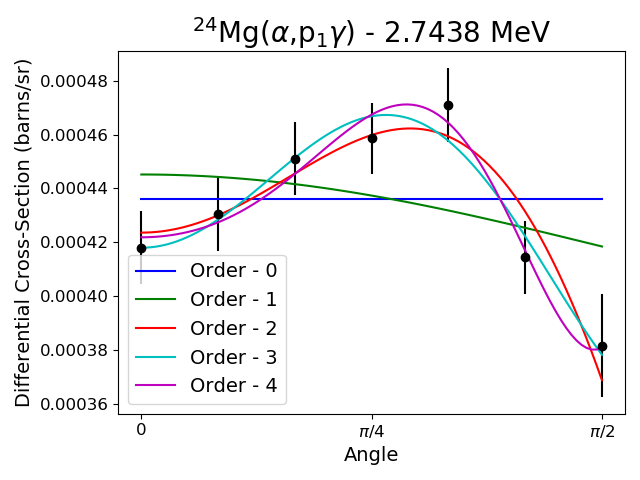 ²⁴Mg(α,p₁γ) - 2.7438 MeV
Differential Cross-Section (barns/sr)
0.00048
0.00046
0.00044
0.00042
0.00040
0.00038
0.00036
Order - 0
Order - 1
Order - 2
Order - 3
Order - 4
0 π/4 π/2
Angle